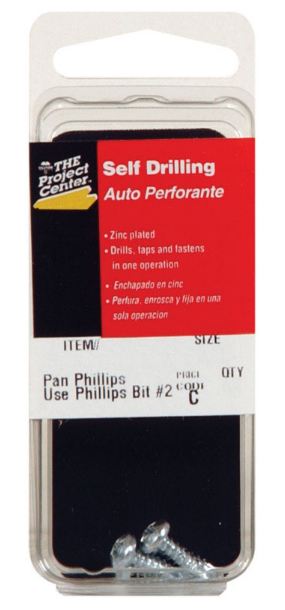 THE
Project
Center.
Self Drilling
Auto Perforante
• Zinc plated
• Drills, taps and fastens
in one operation
• Enchapado en cinc
• Perfura, enrosca y fija en una
sola operacion
ITEM# SIZE
Pan Phillips PRICE QTY
Use Phillips Bit #2 CODE
C